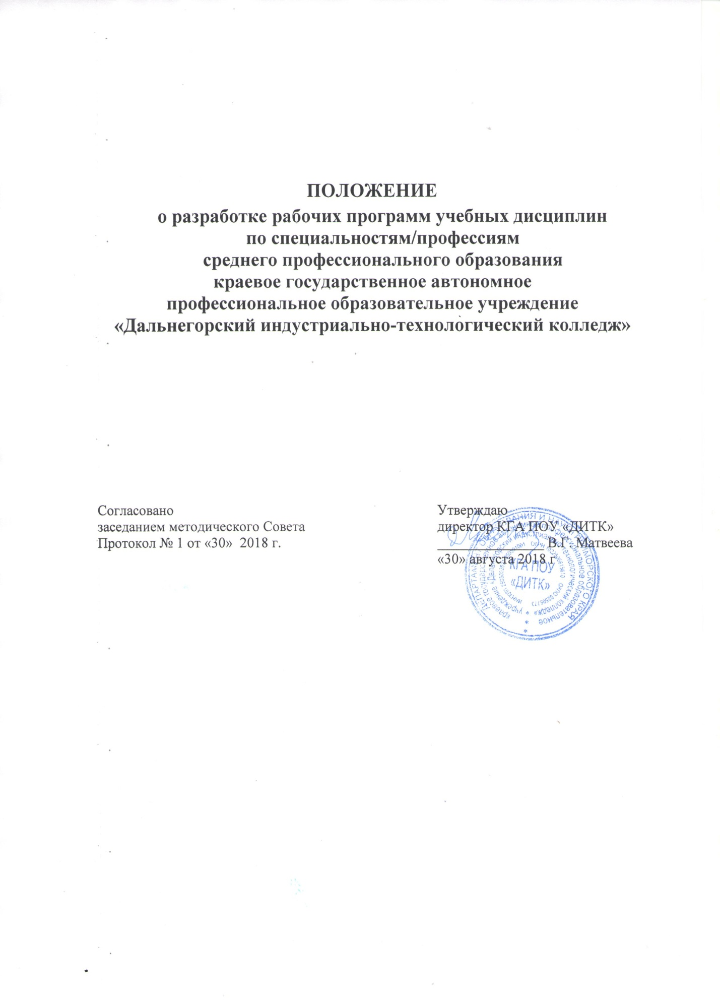 ПОЛОЖЕНИЕ
о разработке рабочих программ учебных дисциплин
по специальностям/профессиям
среднего профессионального образования
краевое государственное автономное
профессиональное образовательное учреждение
«Дальнегорский индустриально-технологический колледж»
Согласовано
заседанием методического Совета
Протокол № 1 от «30»  2018 г.
Утверждаю
директор КГА ПОУ «ДИТК»
_______________ В.Г. Матвеева
«30» августа 2018 г
КГА ПОУ
«ДИТК»